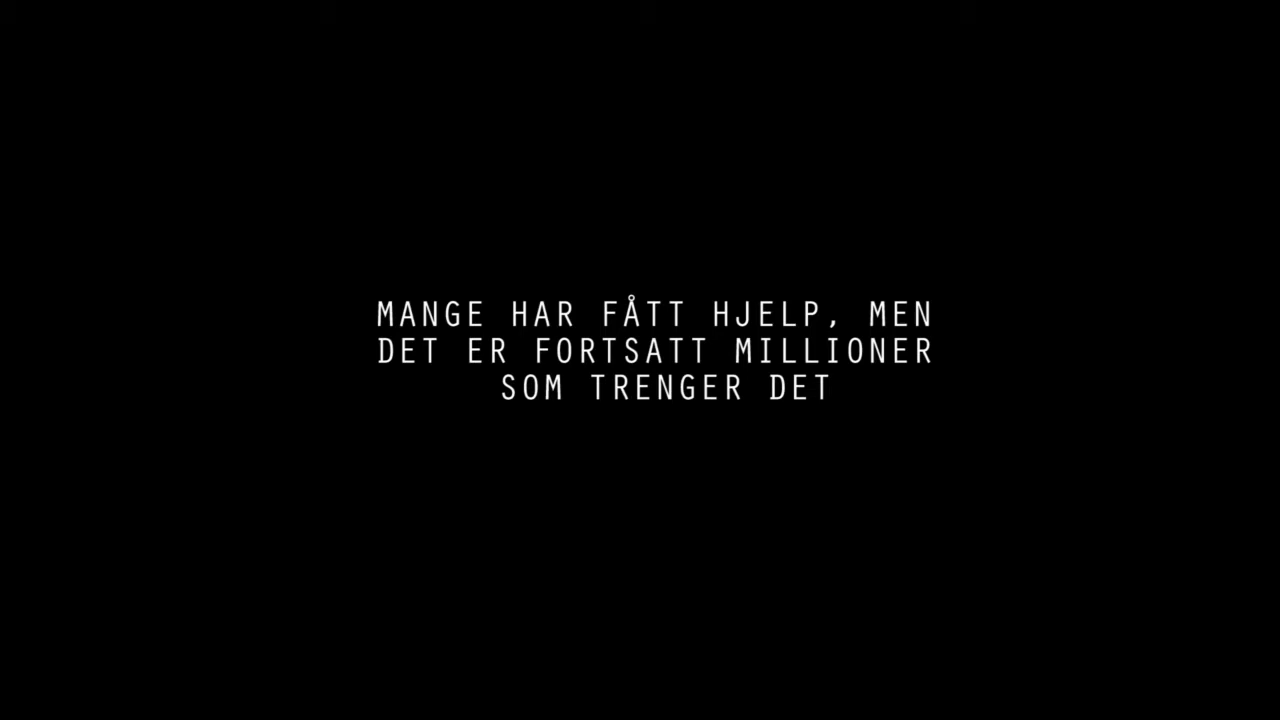 MANGE HAR FÅTT HJELP, MEN
DET ER FORTSATT MILLIONER
SOM TRENGER DET